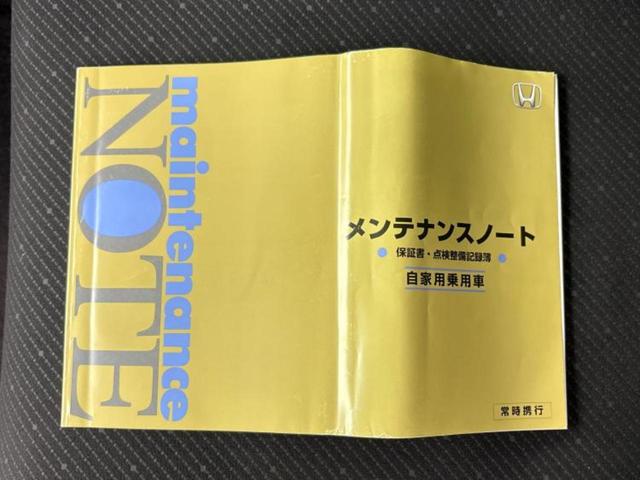 maintenance
NOTE
メンテナンスノート
保証書・点検整備記録簿
自家用乗用車
常時携行